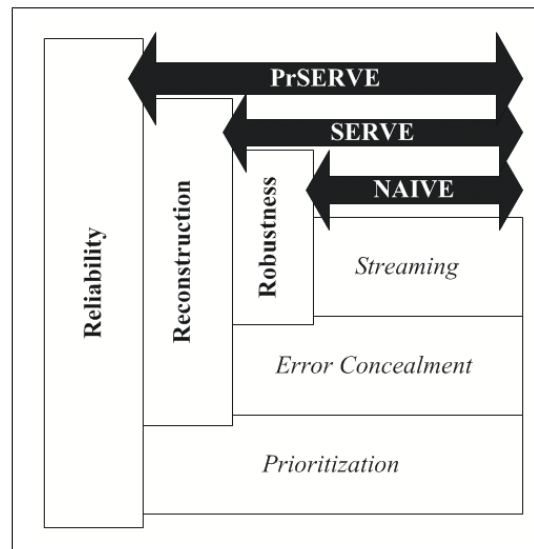 PrSERVE
SERVE
NAIVE
Reliability
Reconstruction
Robustness
Streaming
Error Concealment
Prioritization